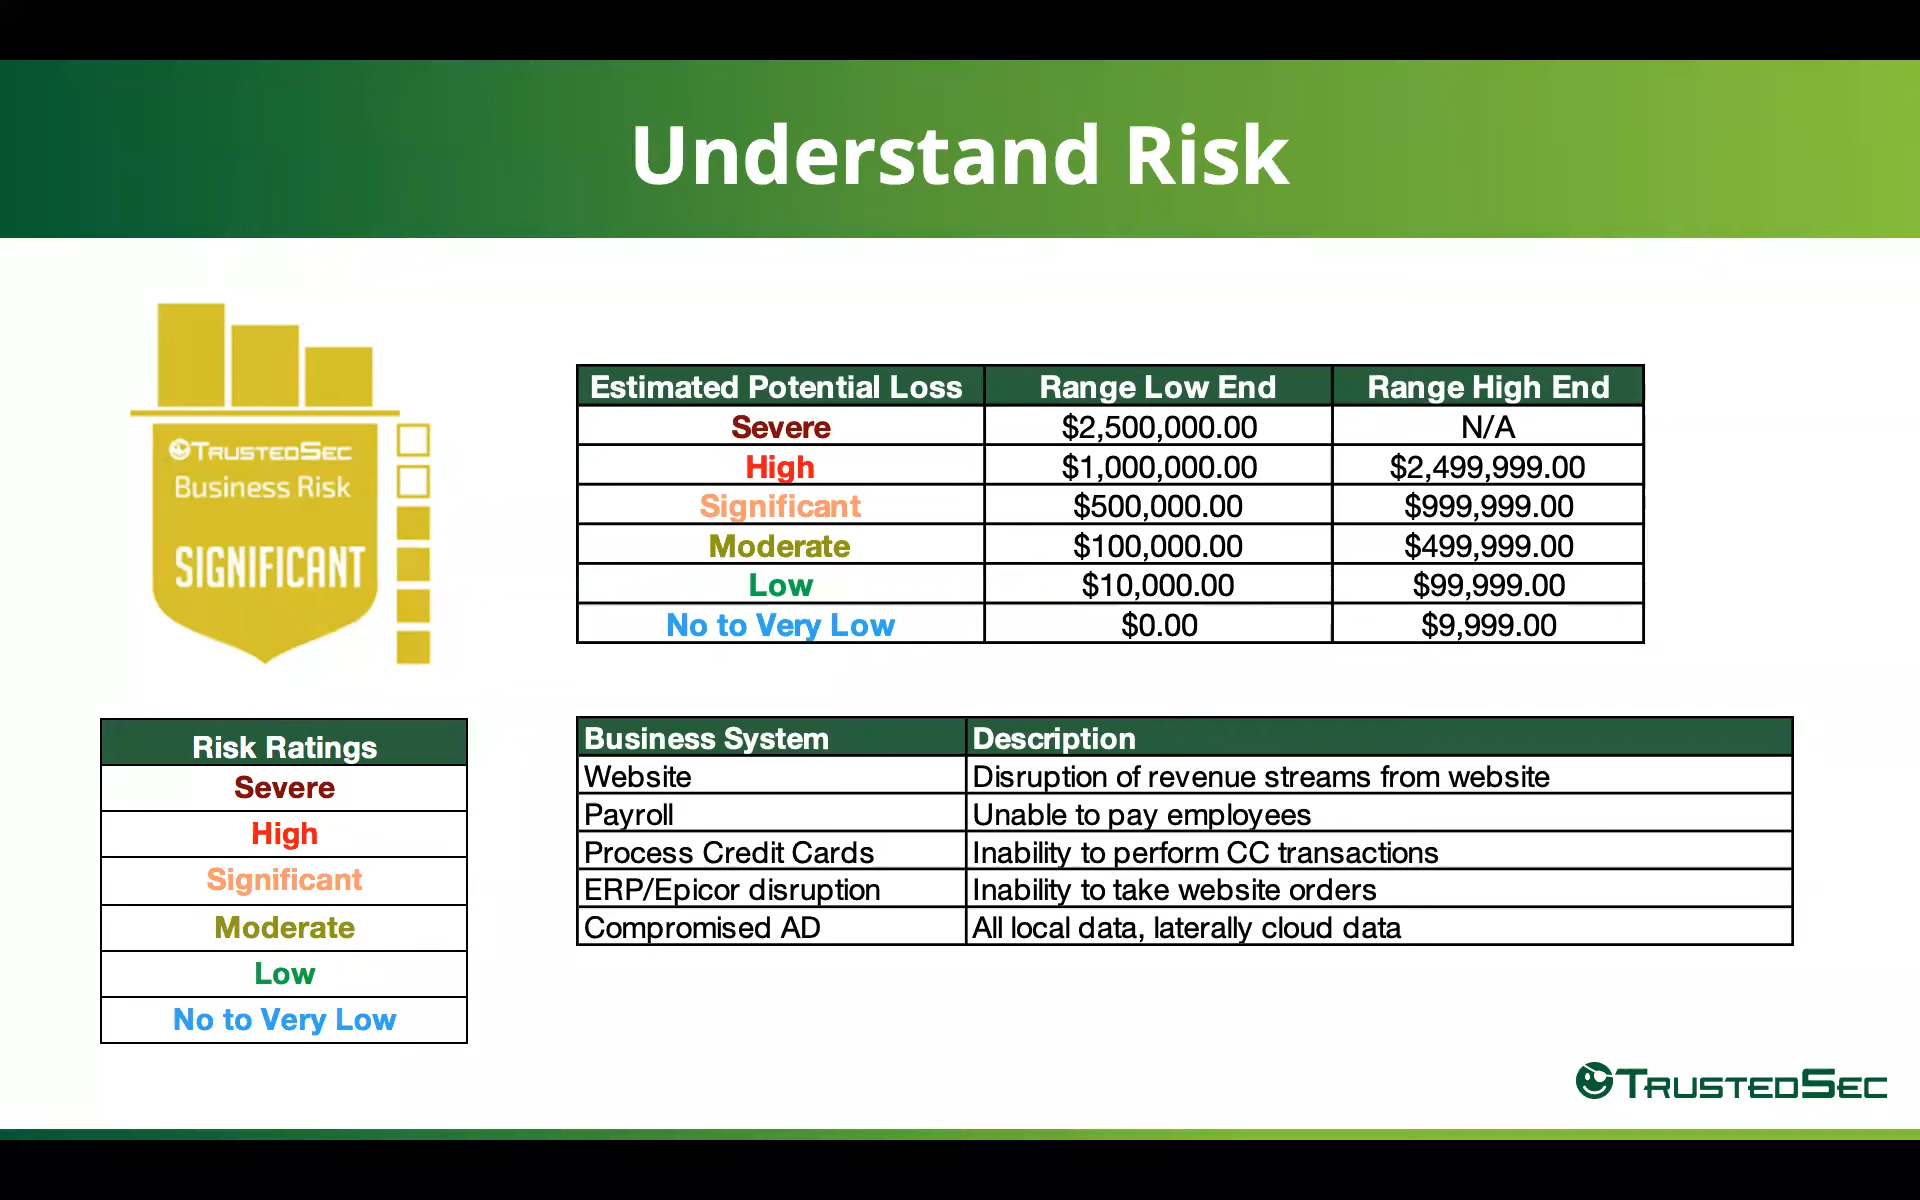 Understand Risk
TRUSTEDSEC
Business Risk
SIGNIFICANT
Estimated Potential Loss Range Low End Range High End
Severe $2,500,000.00 N/A
High $1,000,000.00 $2,499,999.00
Significant $500,000.00 $999,999.00
Moderate $100,000.00 $499,999.00
Low $10,000.00 $99,999.00
No to Very Low $0.00 $9,999.00
Risk Ratings
Severe
High
Significant
Moderate
Low
No to Very Low
Business System Description
Website Disruption of revenue streams from website
Payroll Unable to pay employees
Process Credit Cards Inability to perform CC transactions
ERP/Epicor disruption Inability to take website orders
Compromised AD All local data, laterally cloud data
TRUSTEDSEC